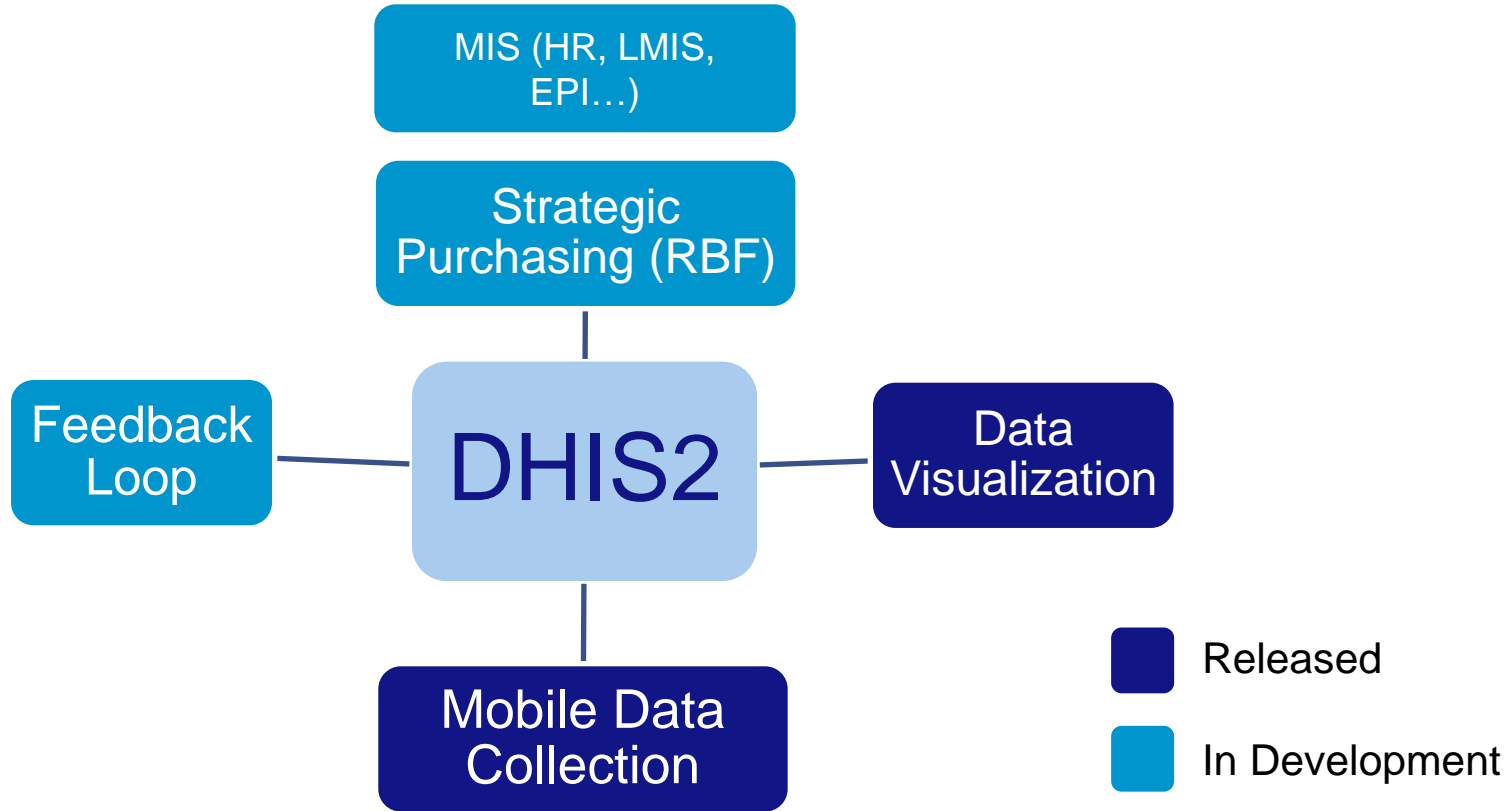 MIS (HR, LMIS,
EPI…)
Strategic
Purchasing (RBF)
Feedback
Loop
DHIS2
Data
Visualization
Mobile Data
Collection
Released
In Development